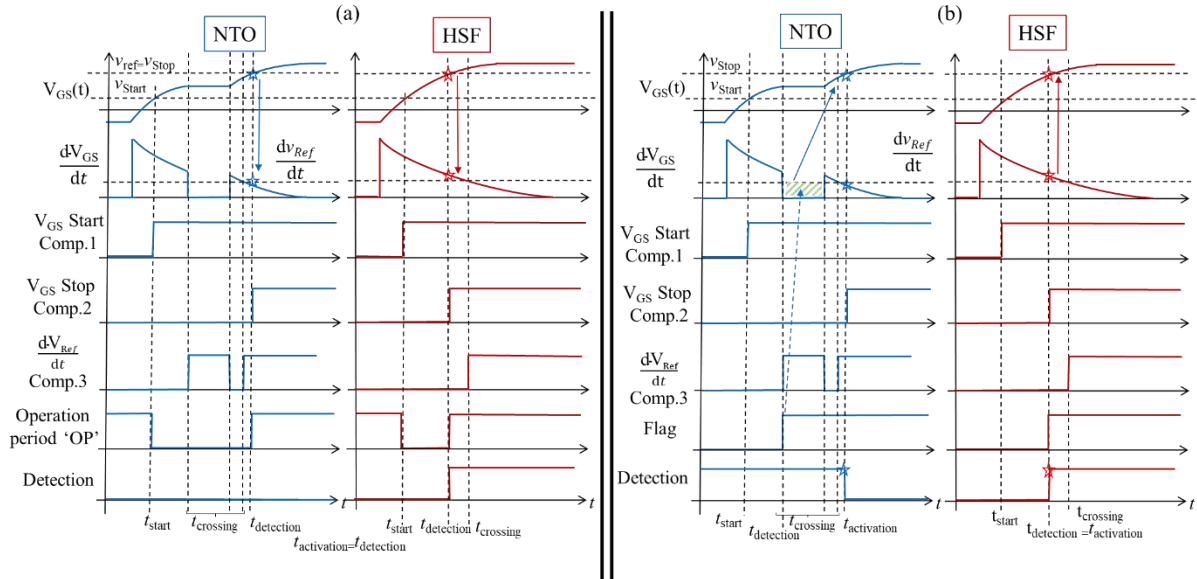 (a)
NTO
HSF
v_ref=v_Stop
v_Start
V_GS(t)
dV_GS
dt
dv_Ref
dt
V_GS Start
Comp.1
V_GS Stop
Comp.2
dV_Ref
dt
Comp.3
Operation
period ‘OP’
Detection
t
t
t_start
t_crossing
t_detection
t_start
t_detection
t_crossing
t_activation=t_detection
(b)
NTO
HSF
v_Stop
v_Start
V_GS(t)
dV_GS
dt
dv_Ref
dt
V_GS Start
Comp.1
V_GS Stop
Comp.2
dV_Ref
dt
Comp.3
Flag
Detection
t
t
t_start
t_crossing
t_detection
t_activation
t_start
t_crossing
t_detection =t_activation